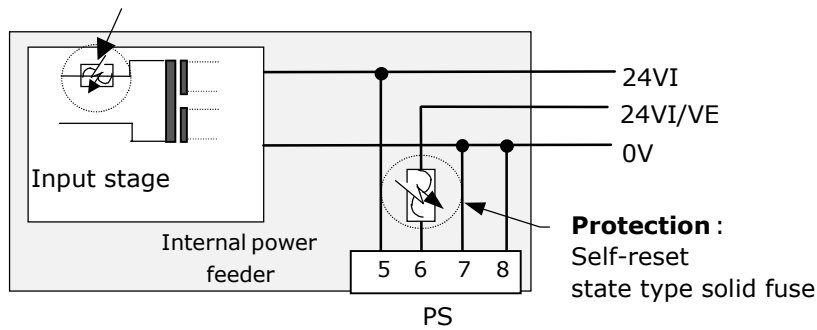 24VI
24VI/VE
0V
Input stage
Internal power
feeder
5 6 7 8
PS
Protection :
Self-reset
state type solid fuse